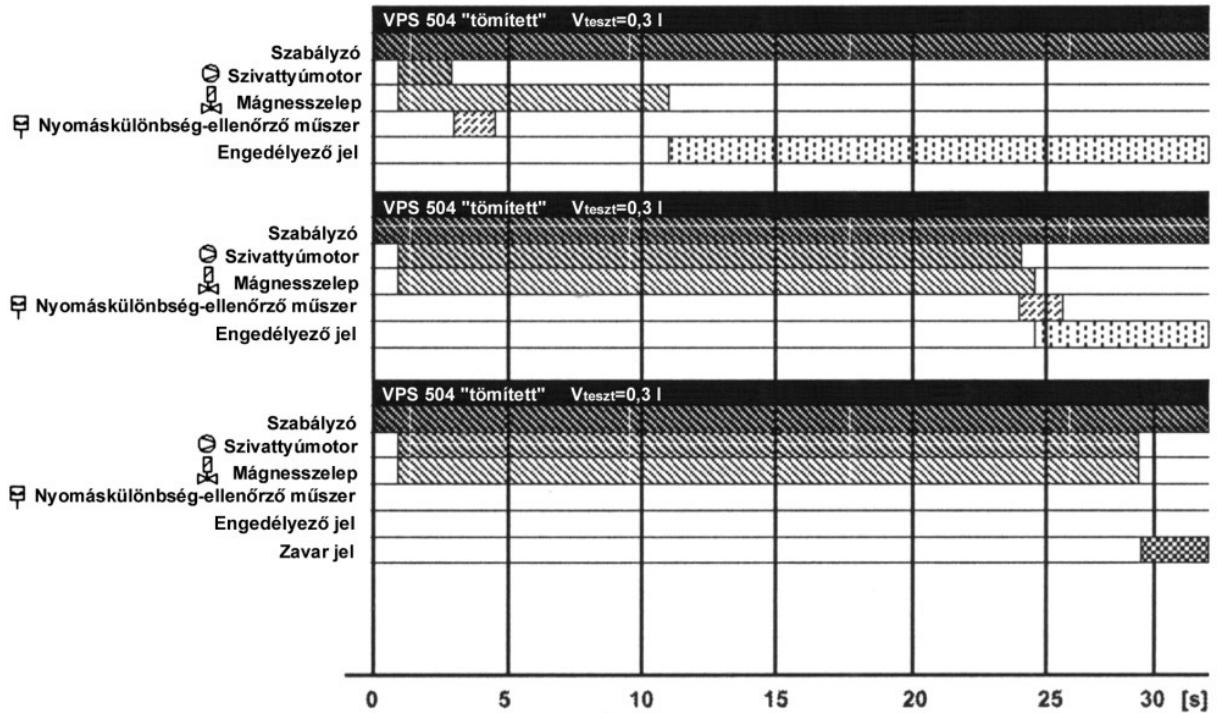 VPS 504 "tömített" Vteszt=0,3 l
Szabályzó
Szivattyúmotor
Mágnesszelep
Nyomáskülönbség-ellenőrző műszer
Engedélyező jel
VPS 504 "tömített" Vteszt=0,3 l
Szabályzó
Szivattyúmotor
Mágnesszelep
Nyomáskülönbség-ellenőrző műszer
Engedélyező jel
VPS 504 "tömített" Vteszt=0,3 l
Szabályzó
Szivattyúmotor
Mágnesszelep
Nyomáskülönbség-ellenőrző műszer
Engedélyező jel
Zavar jel
0 5 10 15 20 25 30 [s]